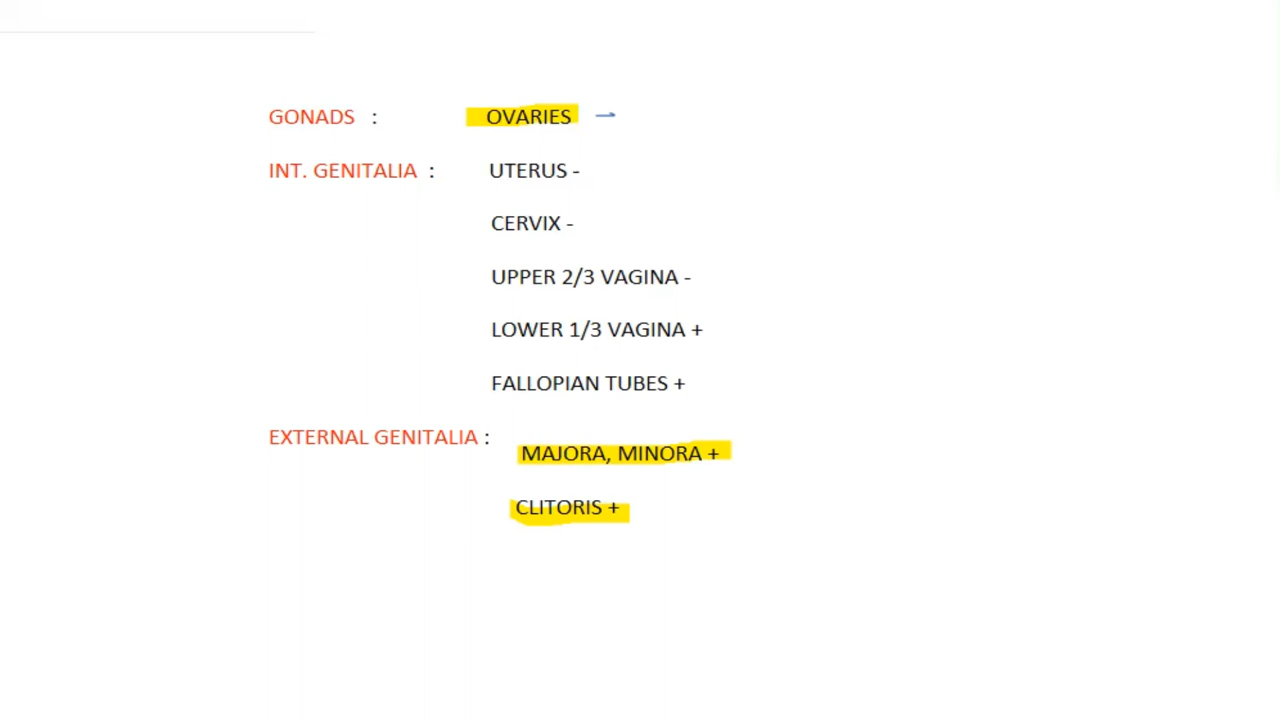 GONADS : OVARIES →
INT. GENITALIA : UTERUS -
CERVIX -
UPPER 2/3 VAGINA -
LOWER 1/3 VAGINA +
FALLOPIAN TUBES +
EXTERNAL GENITALIA :
MAJORA, MINORA +
CLITORIS +